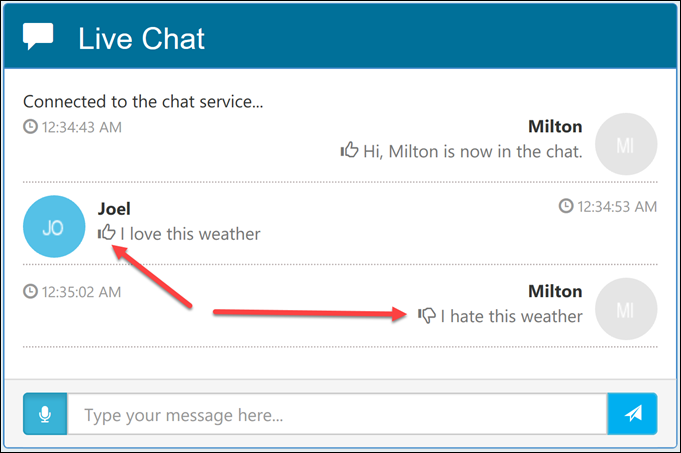 Live Chat
Connected to the chat service...
12:34:43 AM
Milton
Hi, Milton is now in the chat.
MI
JO
Joel
I love this weather
12:34:53 AM
12:35:02 AM
Milton
I hate this weather
MI
Type your message here...